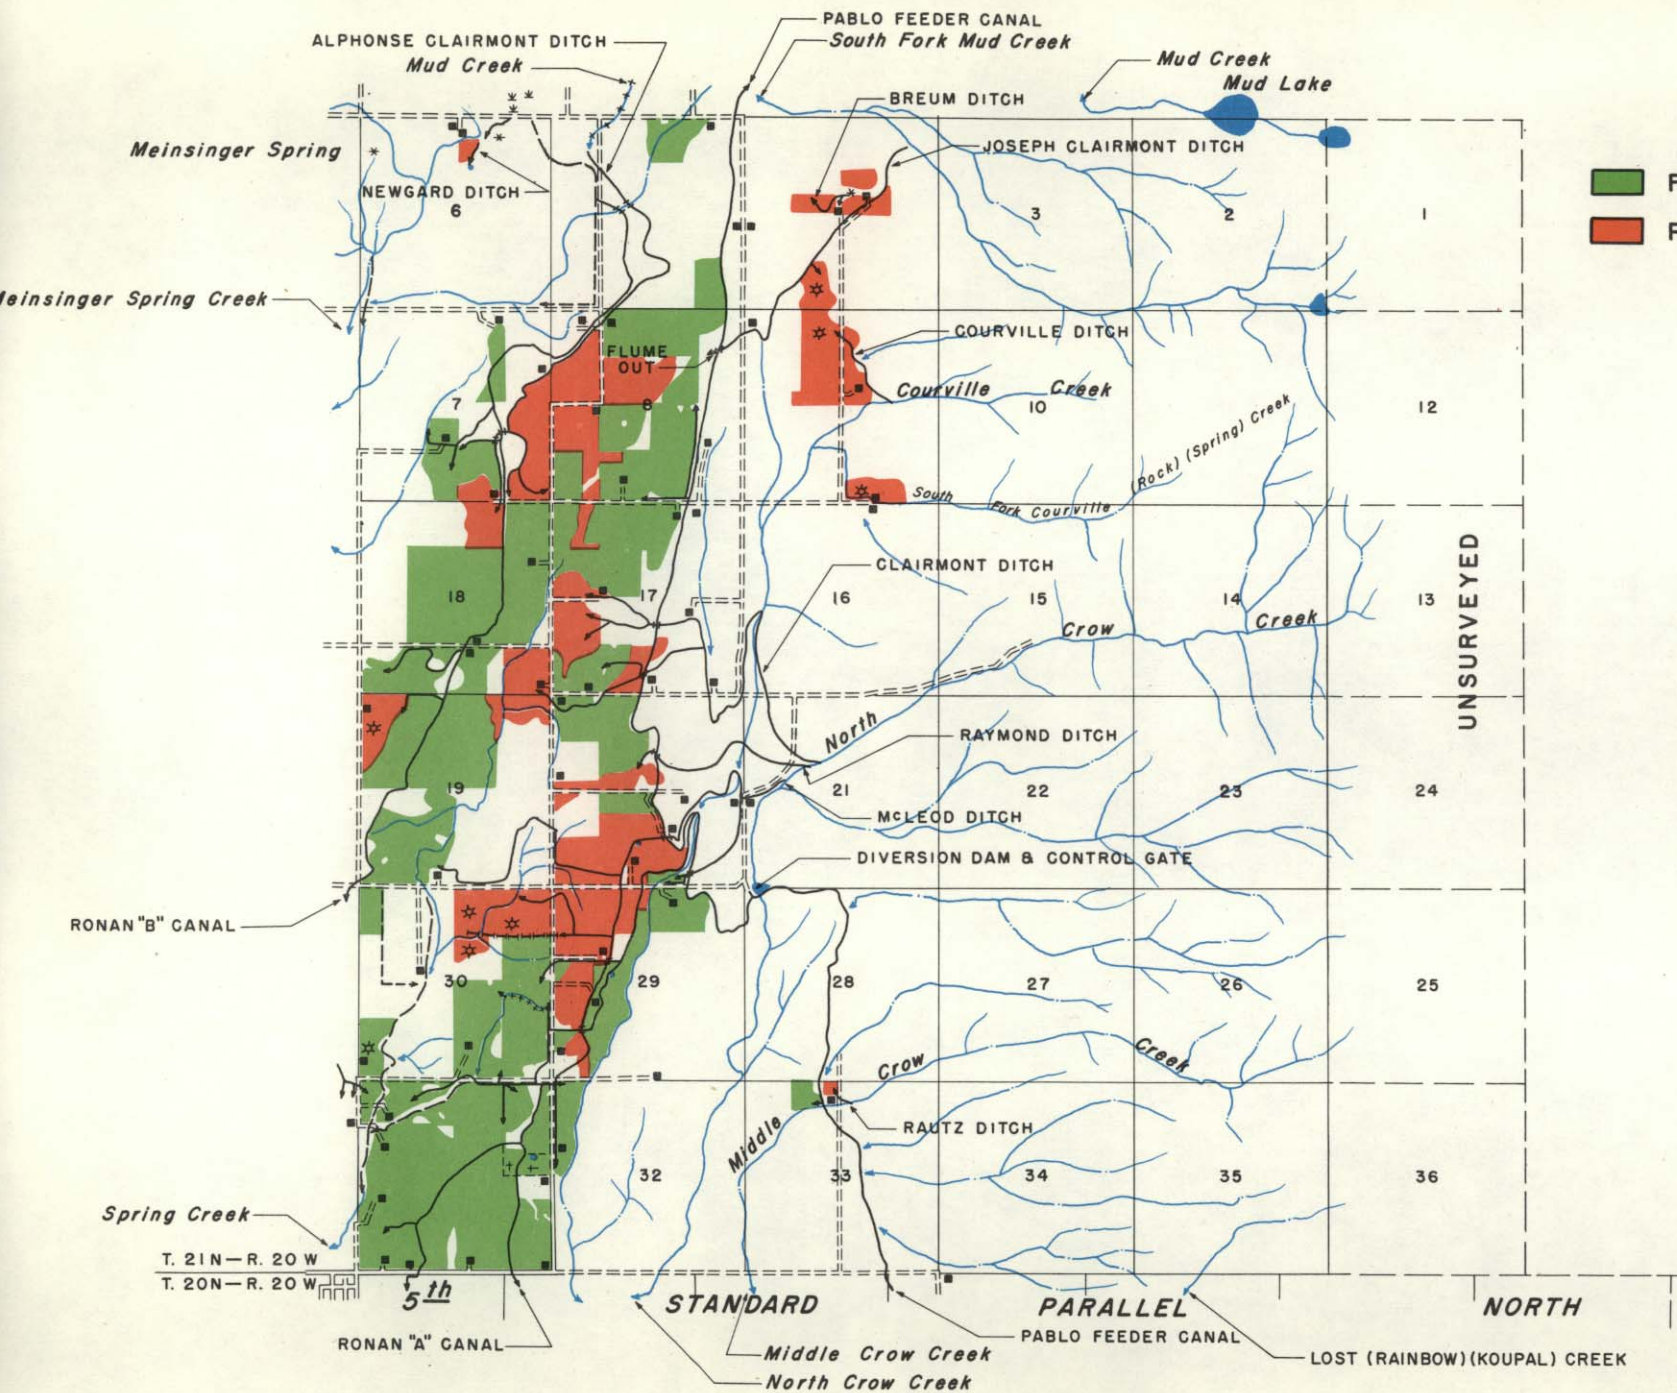 PABLO FEEDER CANAL
ALPHONSE CLAIRMONT DITCH
South Fork Mud Creek
Mud Creek
Mud Creek
Mud Lake
BREUM DITCH
Meinsinger Spring
JOSEPH CLAIRMONT DITCH
F
NEWGARD DITCH
6
3
2
1
F
Meinsinger Spring Creek
COURVILLE DITCH
FLUME
OUT
Courville Creek
7
8
10
12
(Rock) (Spring) Creek
South Fork Courville
UNSURVEYED
CLAIRMONT DITCH
18
17
16
15
14
13
Crow Creek
North
RAYMOND DITCH
19
21
22
23
24
McLEOD DITCH
DIVERSION DAM & CONTROL GATE
RONAN "B" CANAL
30
29
28
27
26
25
Crow Creek
RAUTZ DITCH
Middle
32
33
34
35
36
Spring Creek
T. 21N—R. 20 W
T. 20N—R. 20 W
5th STANDARD PARALLEL NORTH
RONAN "A" CANAL
PABLO FEEDER CANAL
Middle Crow Creek
LOST (RAINBOW)(KOUPAL) CREEK
North Crow Creek